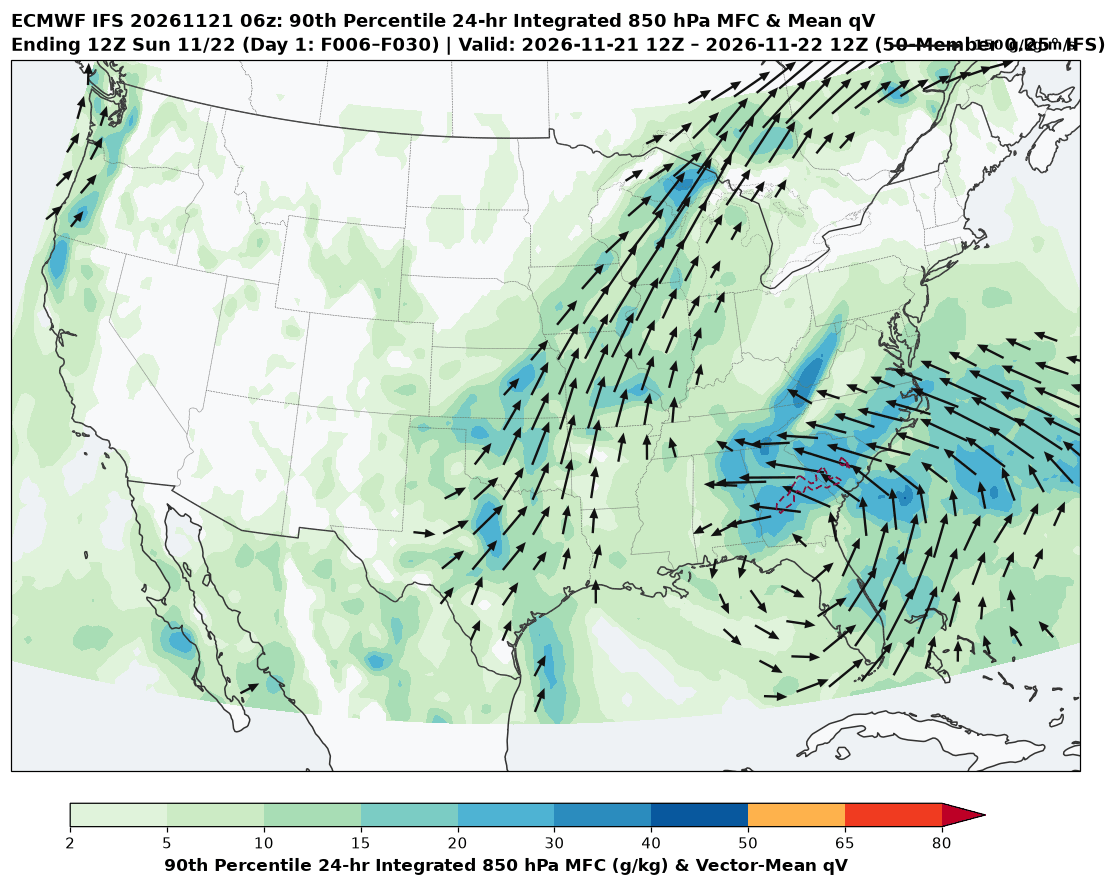 ECMWF IFS 20261121 06z: 90th Percentile 24-hr Integrated 850 hPa MFC & Mean qV
Ending 12Z Sun 11/22 (Day 1: F006–F030) | Valid: 2026-11-21 12Z – 2026-11-22 12Z (50-Member 0.25° IFS)
150 g/kg·m/s
2 5 10 15 20 30 40 50 65 80
90th Percentile 24-hr Integrated 850 hPa MFC (g/kg) & Vector-Mean qV